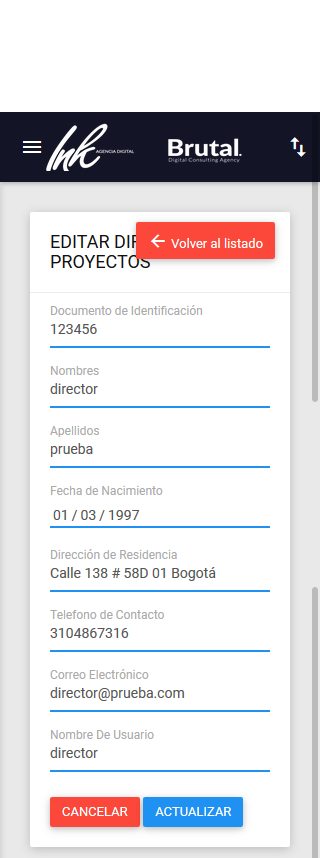 Ink AGENCIA DIGITAL
Brutal.
Digital Consulting Agency
EDITAR DIR
PROYECTOS
Volver al listado
Documento de Identificación
123456
Nombres
director
Apellidos
prueba
Fecha de Nacimiento
01 / 03 / 1997
Dirección de Residencia
Calle 138 # 58D 01 Bogotá
Telefono de Contacto
3104867316
Correo Electrónico
director@prueba.com
Nombre De Usuario
director
CANCELAR ACTUALIZAR